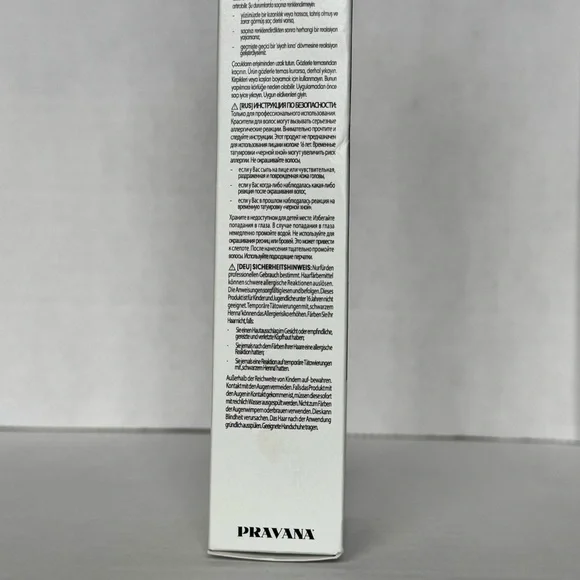 artırabilir. Şu durumlarda saçınızı renklendirmeyin:
- yüzünüzde bir kızarıklık veya hassas, tahriş olmuş ve
zarar görmüş saç derisi varsa,
- saçınızı renklendirdikten sonra herhangi bir reaksiyon
yaşarsanız,
- geçmişte geçici bir 'siyah kına' dövmesine reaksiyon
geliştirdiyseniz.
Çocukların erişiminden uzak tutun. Gözlerle temasından
kaçının. Ürün gözlerle temas kurarsa, derhal yıkayın.
Kirpikleri veya kaşları boyamak için kullanmayın. Bunun
yapılması körlüğe neden olabilir. Uygulamadan önce
saçı iyice yıkayın. Uygun eldivenleri giyin.
⚠ [RUS] ИНСТРУКЦИЯ ПО БЕЗОПАСНОСТИ:
Только для профессионального использования.
Красители для волос могут вызывать серьезные
аллергические реакции. Внимательно прочтите и
следуйте инструкции. Этот продукт не предназначен
для использования лицами моложе 16 лет. Временные
татуировки «черной хной» могут увеличить риск
аллергии. Не окрашивайте волосы,
- если у Вас сыпь на лице или чувствительная,
раздраженная и поврежденная кожа головы,
- если у Вас когда-либо наблюдалась какая-либо
реакция после окрашивания волос,
- если у Вас в прошлом наблюдалась реакция на
временную татуировку «черной хной».
Храните в недоступном для детей месте. Избегайте
попадания в глаза. В случае попадания в глаза
немедленно промойте водой. Не используйте для
окрашивания ресниц или бровей. Это может привести
к слепоте. После нанесения тщательно промойте
волосы. Используйте подходящие перчатки.
⚠ [DEU] SICHERHEITSHINWEIS: Nur für den
professionellen Gebrauch bestimmt. Haarfärbemittel
können schwere allergische Reaktionen auslösen.
Die Anweisungen sorgfältig lesen und befolgen. Dieses
Produkt ist für Kinder und Jugendliche unter 16 Jahren nicht
geeignet. Temporäre Tätowierungen mit ‚schwarzem
Henna' können das Allergierisiko erhöhen. Färben Sie ihr
Haar nicht, falls:
- Sie einen Hautausschlag im Gesicht oder empfindliche,
gereizte und verletzte Kopfhaut haben;
- Sie jemals nach dem Färben Ihrer Haare eine allergische
Reaktion hatten;
- Sie jemals eine Reaktion auf temporäre Tätowierungen
mit ‚schwarzem Henna' hatten.
Außerhalb der Reichweite von Kindern auf- bewahren.
Kontakt mit den Augen vermeiden. Falls das Produkt mit
den Augen in Kontakt gekommen ist, müssen diese sofort
mit reichlich Wasser ausgespült werden. Nicht zum Färben
der Augenwimpern oder brauen verwenden. Dies kann
Blindheit verursachen. Das Haar nach der Anwendung
gründlich ausspülen. Geeignete Handschuhe tragen.
PRAVANA